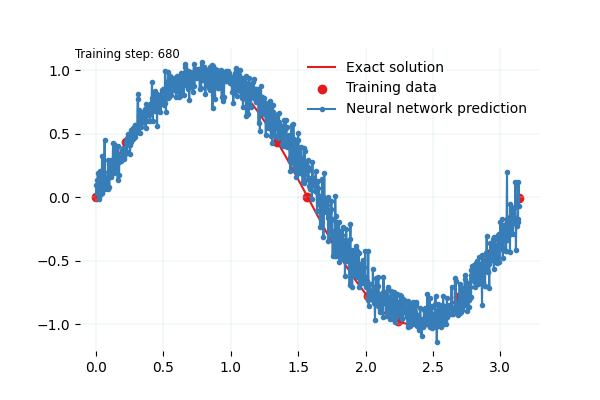 Training step: 680
Exact solution
Training data
Neural network prediction
1.0
0.5
0.0
−0.5
−1.0
0.0 0.5 1.0 1.5 2.0 2.5 3.0